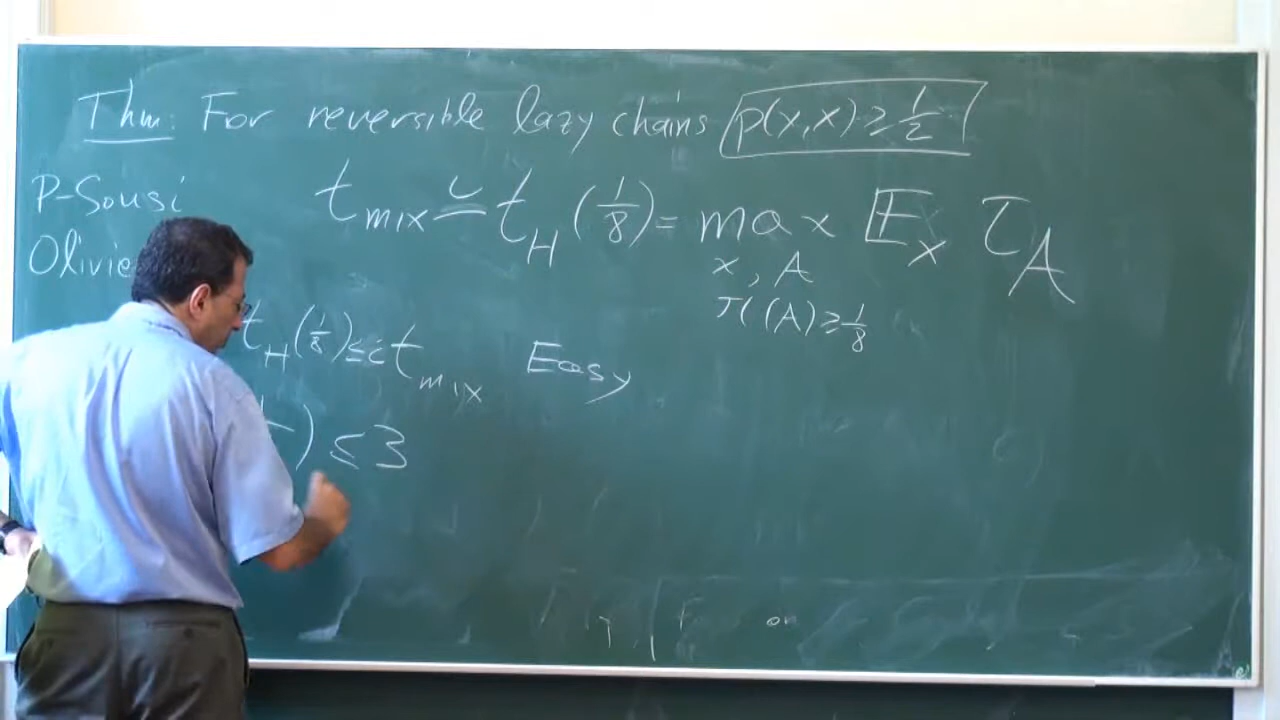 Thm: For reversible lazy chains p(x,x) ≥ 1/2
P-Sousi
t_mix ≍^c t_H(1/8) = max E_x τ_A
x, A
π(A) ≥ 1/8
t_H(1/8) ≤ c t_mix Easy
) ≤ 3